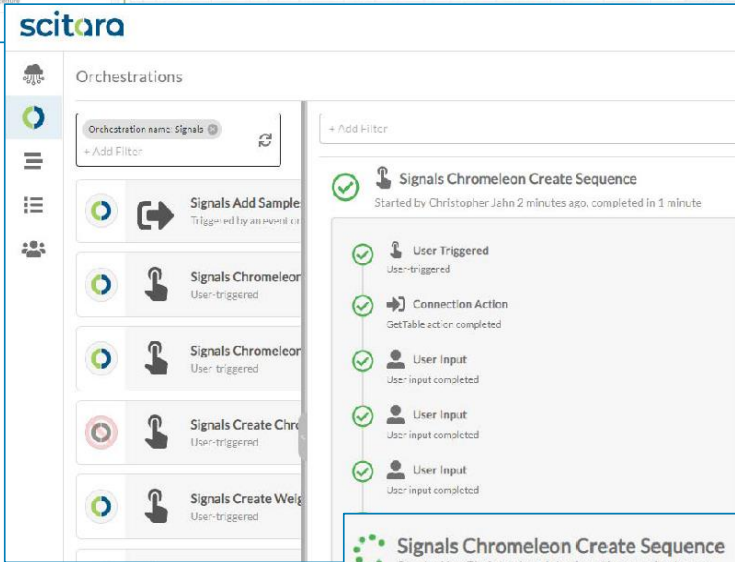 scitara
Orchestrations
Orchestration name: Signals
+ Add Filter
Signals Add Sample
Triggered by an event or
Signals Chromeleon
User-triggered
Signals Chromeleon
User-triggered
Signals Create Chro
User-triggered
Signals Create Weig
User-triggered
+ Add Filter
Signals Chromeleon Create Sequence
Started by Christopher Jahn 2 minutes ago, completed in 1 minute
User Triggered
User-triggered
Connection Action
GetTable action completed
User Input
User input completed
User Input
User input completed
User Input
User input completed
Signals Chromeleon Create Sequence